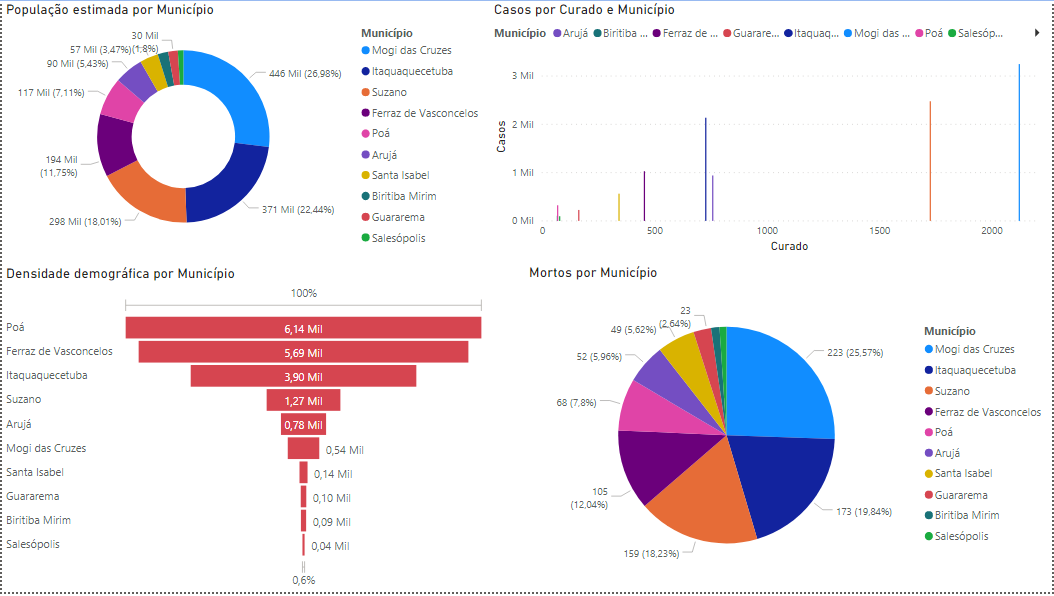 População estimada por Município
30 Mil
(1,8%)
57 Mil (3,47%)
90 Mil (5,43%)
117 Mil (7,11%)
194 Mil
(11,75%)
298 Mil (18,01%)
371 Mil (22,44%)
446 Mil (26,98%)
Município
Mogi das Cruzes
Itaquaquecetuba
Suzano
Ferraz de Vasconcelos
Poá
Arujá
Santa Isabel
Biritiba Mirim
Guararema
Salesópolis
Casos por Curado e Município
Município Arujá Biritiba ... Ferraz de ... Guarare... Itaquaq... Mogi das ... Poá Salesóp...
Casos
3 Mil
2 Mil
1 Mil
0 Mil
0 500 1000 1500 2000
Curado
Densidade demográfica por Município
100%
Poá 6,14 Mil
Ferraz de Vasconcelos 5,69 Mil
Itaquaquecetuba 3,90 Mil
Suzano 1,27 Mil
Arujá 0,78 Mil
Mogi das Cruzes 0,54 Mil
Santa Isabel 0,14 Mil
Guararema 0,10 Mil
Biritiba Mirim 0,09 Mil
Salesópolis 0,04 Mil
0,6%
Mortos por Município
23
(2,64%)
49 (5,62%)
52 (5,96%)
68 (7,8%)
105
(12,04%)
159 (18,23%)
173 (19,84%)
223 (25,57%)
Município
Mogi das Cruzes
Itaquaquecetuba
Suzano
Ferraz de Vasconcelos
Poá
Arujá
Santa Isabel
Guararema
Biritiba Mirim
Salesópolis